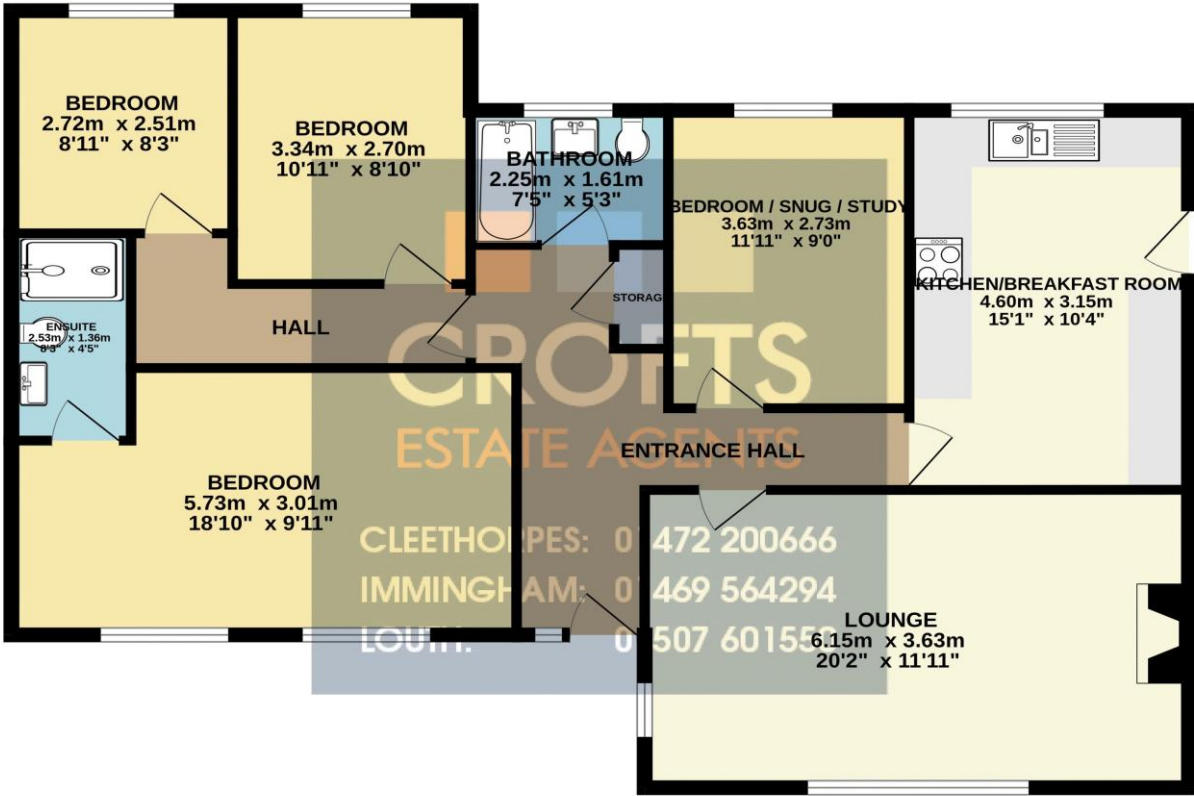 BEDROOM
2.72m x 2.51m
8'11" x 8'3"
BEDROOM
3.34m x 2.70m
10'11" x 8'10"
BATHROOM
2.25m x 1.61m
7'5" x 5'3"
BEDROOM / SNUG / STUDY
3.63m x 2.73m
11'11" x 9'0"
KITCHEN/BREAKFAST ROOM
4.60m x 3.15m
15'1" x 10'4"
STORAG
ENSUITE
2.53m x 1.36m
8'3" x 4'5"
HALL
CROFTS
ESTATE AGENTS
ENTRANCE HALL
BEDROOM
5.73m x 3.01m
18'10" x 9'11"
CLEETHORPES: 01472 200666
IMMINGHAM: 01469 564294
LOUTH: 01507 601550
LOUNGE
6.15m x 3.63m
20'2" x 11'11"